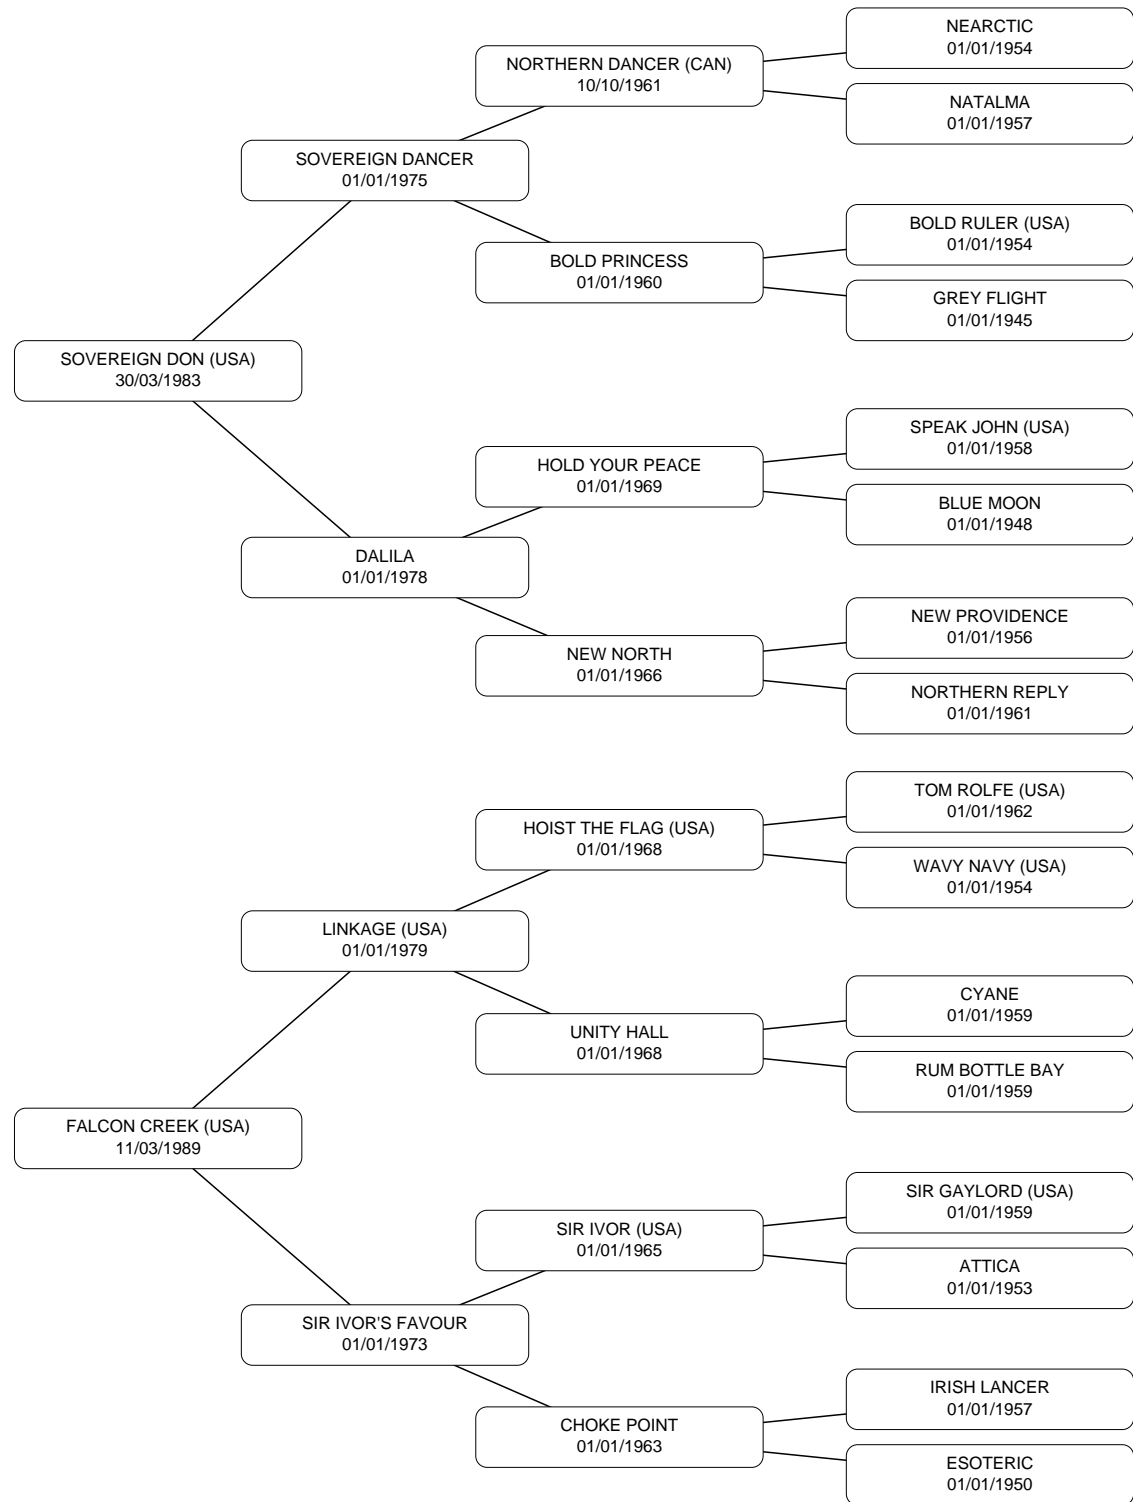 NEARCTIC
01/01/1954
NORTHERN DANCER (CAN)
10/10/1961
NATALMA
01/01/1957
SOVEREIGN DANCER
01/01/1975
BOLD RULER (USA)
01/01/1954
BOLD PRINCESS
01/01/1960
GREY FLIGHT
01/01/1945
SOVEREIGN DON (USA)
30/03/1983
SPEAK JOHN (USA)
01/01/1958
HOLD YOUR PEACE
01/01/1969
BLUE MOON
01/01/1948
DALILA
01/01/1978
NEW PROVIDENCE
01/01/1956
NEW NORTH
01/01/1966
NORTHERN REPLY
01/01/1961
TOM ROLFE (USA)
01/01/1962
HOIST THE FLAG (USA)
01/01/1968
WAVY NAVY (USA)
01/01/1954
LINKAGE (USA)
01/01/1979
CYANE
01/01/1959
UNITY HALL
01/01/1968
RUM BOTTLE BAY
01/01/1959
FALCON CREEK (USA)
11/03/1989
SIR GAYLORD (USA)
01/01/1959
SIR IVOR (USA)
01/01/1965
ATTICA
01/01/1953
SIR IVOR'S FAVOUR
01/01/1973
IRISH LANCER
01/01/1957
CHOKE POINT
01/01/1963
ESOTERIC
01/01/1950